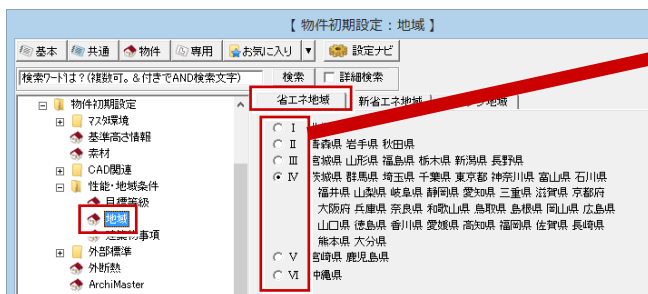 【 物件初期設定：地域 】
基本 共通 物件 専用 お気に入り ▼ 設定ナビ
検索ワードは？(複数可。＆付きでAND検索文字) 検索 詳細検索
物件初期設定
マスタ環境
基準高さ情報
素材
CAD関連
性能・地域条件
目標等級
地域
外部標準
外断熱
ArchiMaster
省エネ地域 新省エネ地域 地域
Ⅰ
Ⅱ 青森県 岩手県 秋田県
Ⅲ 宮城県 山形県 福島県 栃木県 新潟県 長野県
Ⅳ 茨城県 群馬県 埼玉県 千葉県 東京都 神奈川県 富山県 石川県
福井県 山梨県 岐阜県 静岡県 愛知県 三重県 滋賀県 京都府
大阪府 兵庫県 奈良県 和歌山県 鳥取県 島根県 岡山県 広島県
山口県 徳島県 香川県 愛媛県 高知県 福岡県 佐賀県 長崎県
熊本県 大分県
Ⅴ 宮崎県 鹿児島県
Ⅵ 沖縄県